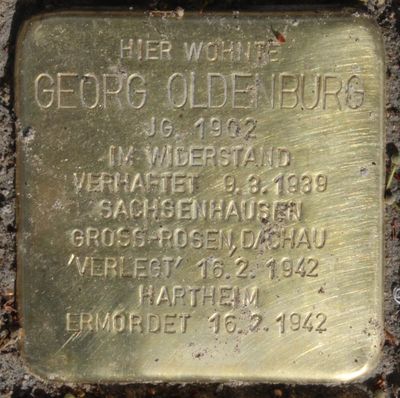 HIER WOHNTE
GEORG OLDENBURG
JG. 1902
IM WIDERSTAND
VERHAFTET 9.3.1939
SACHSENHAUSEN
GROSS-ROSEN, DACHAU
'VERLEGT' 16.2.1942
HARTHEIM
ERMORDET 16.2.1942